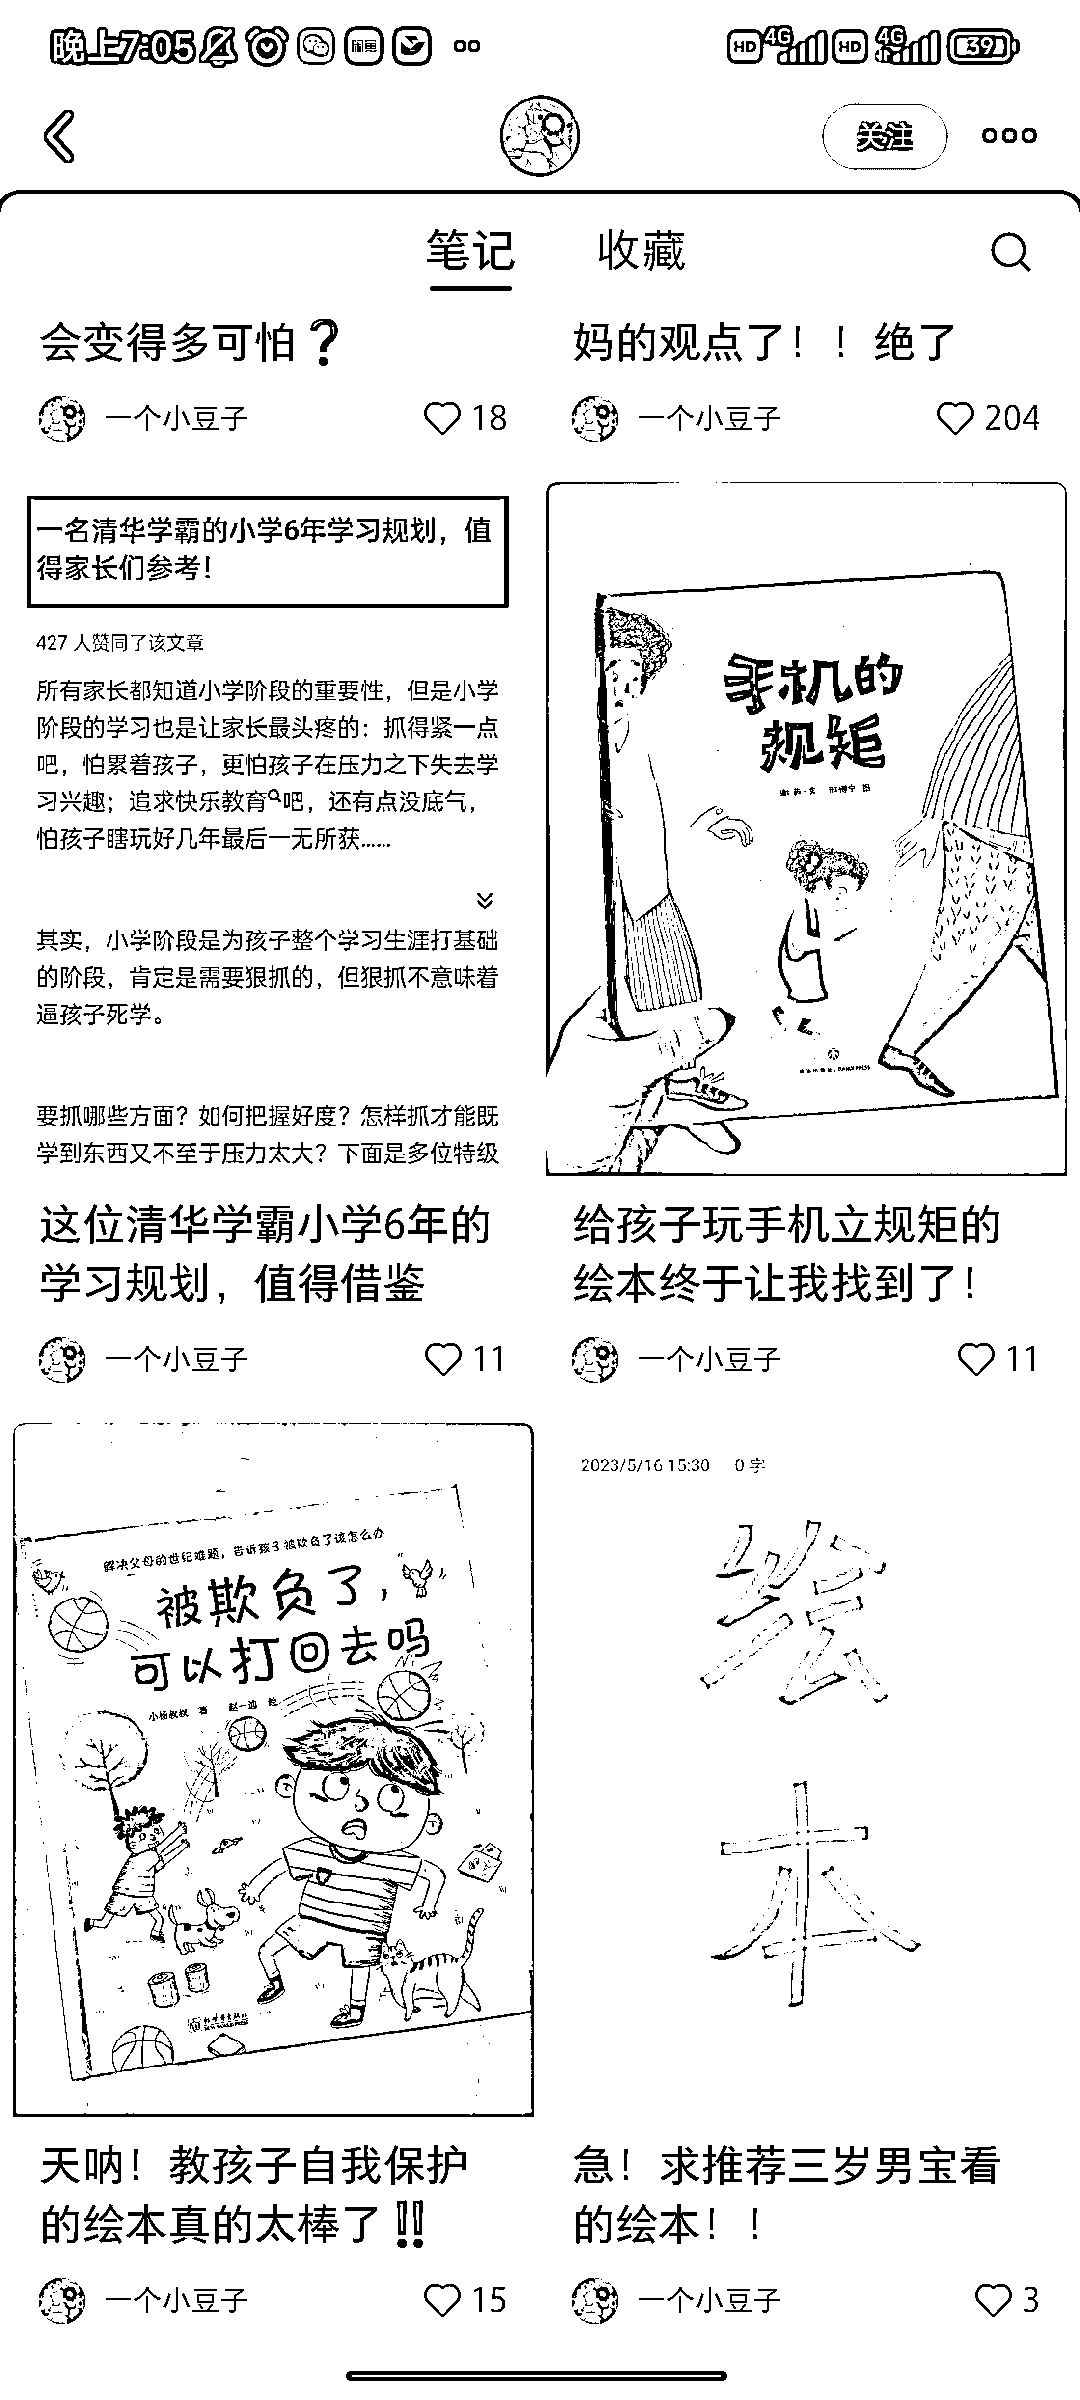 晚上7:05
HD 4G HD 4G 39
关注
笔记 收藏
会变得多可怕?
一个小豆子 18
妈的观点了！！绝了
一个小豆子 204
一名清华学霸的小学6年学习规划，值
得家长们参考！
427 人赞同了该文章
所有家长都知道小学阶段的重要性，但是小学
阶段的学习也是让家长最头疼的：抓得紧一点
吧，怕累着孩子，更怕孩子在压力之下失去学
习兴趣；追求快乐教育吧，还有点没底气，
怕孩子瞎玩好几年最后一无所获......
其实，小学阶段是为孩子整个学习生涯打基础
的阶段，肯定是需要狠抓的，但狠抓不意味着
逼孩子死学。
要抓哪些方面？如何把握好度？怎样抓才能既
学到东西又不至于压力太大？下面是多位特级
这位清华学霸小学6年的
学习规划，值得借鉴
一个小豆子 11
手机的
规矩
给孩子玩手机立规矩的
绘本终于让我找到了！
一个小豆子 11
解决父母的世纪难题，告诉孩子被欺负了该怎么办
被欺负了，
可以打回去吗
天呐！教孩子自我保护
的绘本真的太棒了‼
一个小豆子 15
2023/5/16 15:30 0 字
绘
本
急！求推荐三岁男宝看
的绘本！！
一个小豆子 3